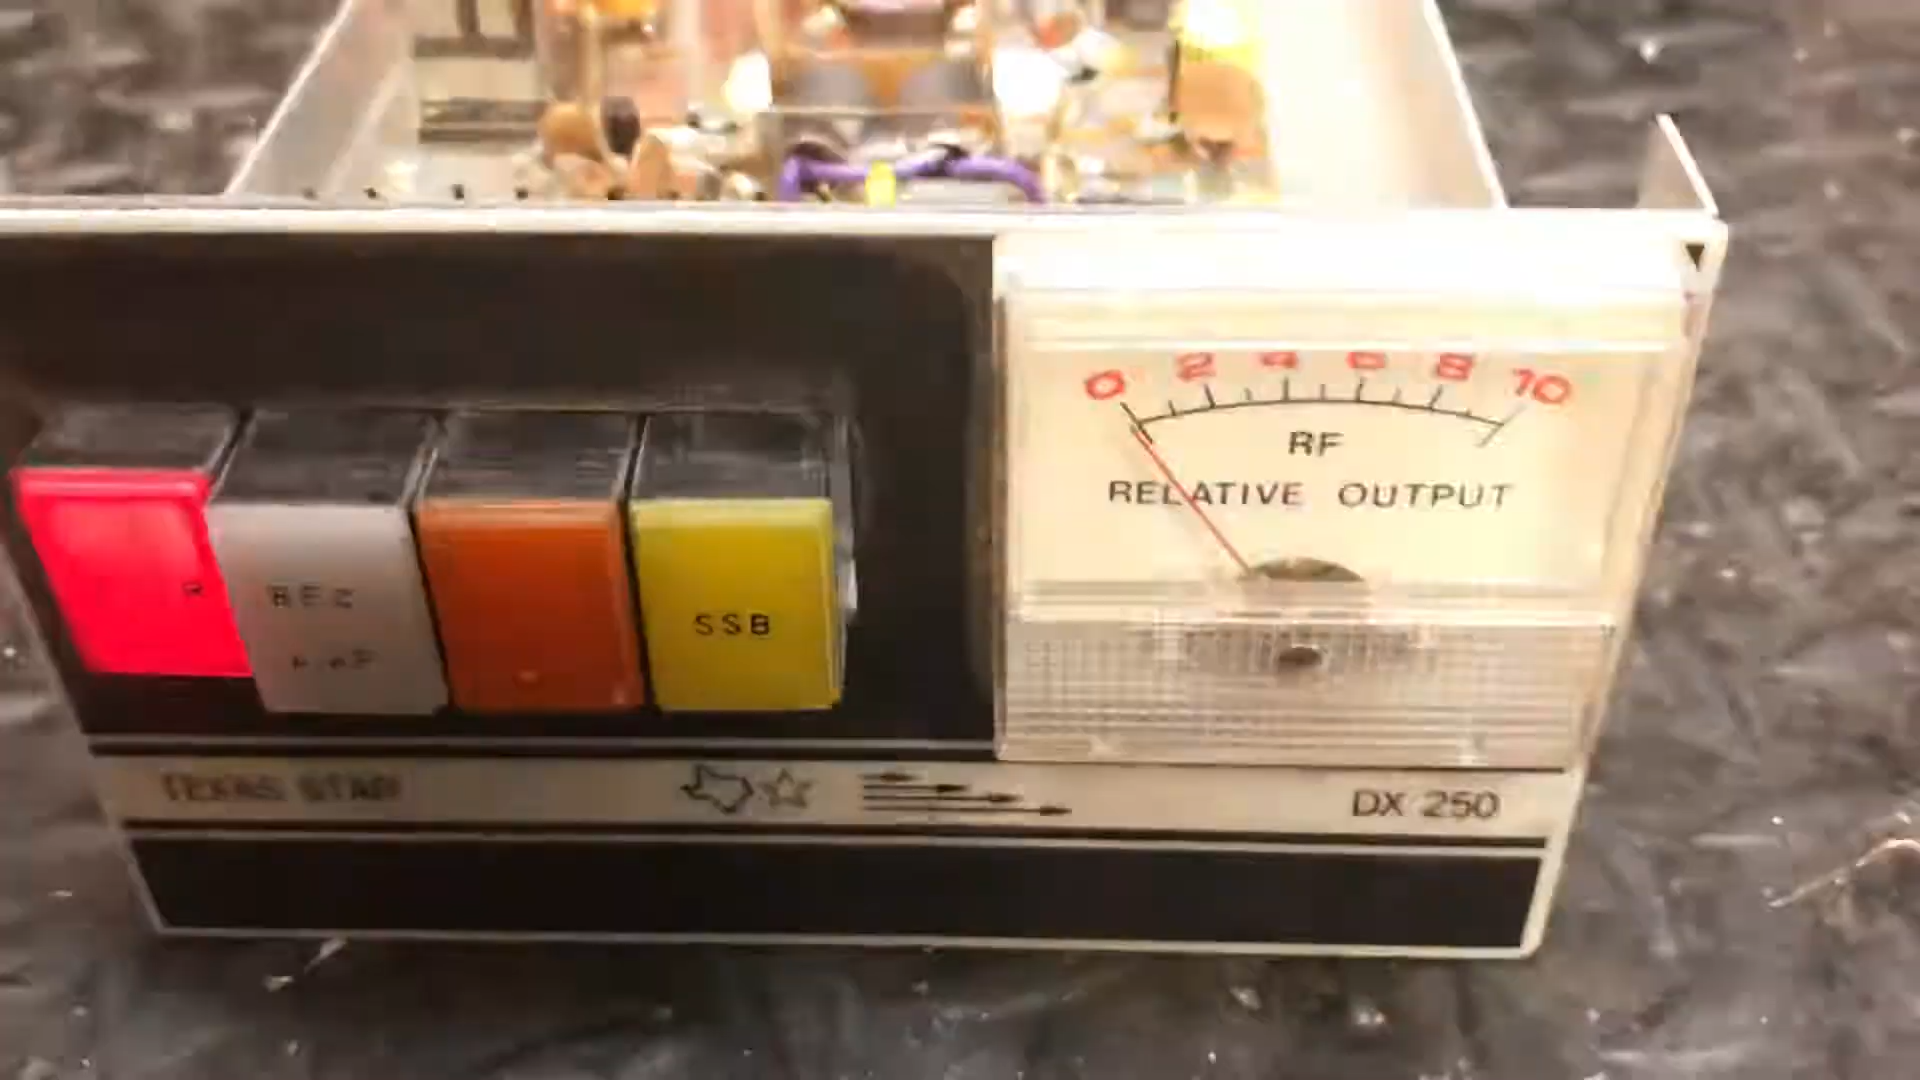 0 2 4 6 8 10
RF
RELATIVE OUTPUT
R
SSB
TEXAS STAR
DX 250